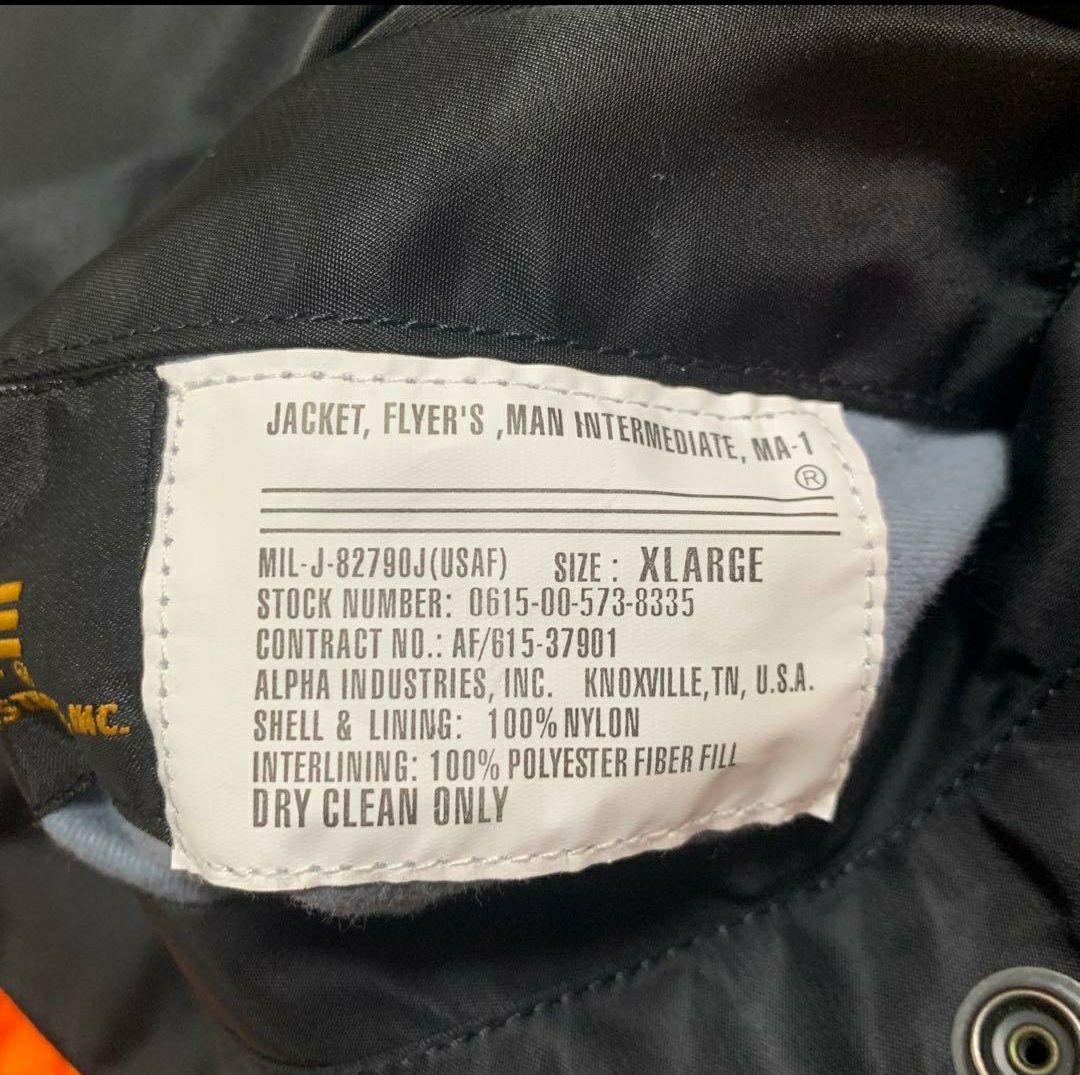 JACKET, FLYER'S ,MAN INTERMEDIATE, MA-1
®
MIL-J-82790J(USAF) SIZE : XLARGE
STOCK NUMBER: 0615-00-573-8335
CONTRACT NO.: AF/615-37901
ALPHA INDUSTRIES, INC. KNOXVILLE,TN, U.S.A.
SHELL & LINING: 100% NYLON
INTERLINING: 100% POLYESTER FIBER FILL
DRY CLEAN ONLY
INC.